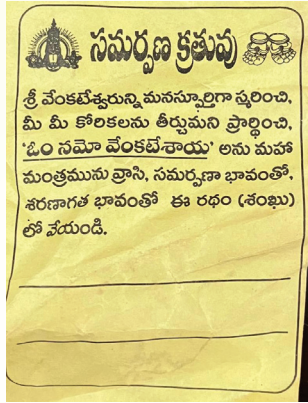 సమర్పణ క్రతువు
శ్రీ వేంకటేశ్వరున్ని మనస్ఫూర్తిగా స్మరించి,
మీ మీ కోరికలను తీర్చుమని ప్రార్థించి,
'ఓం నమో వేంకటేశాయ' అను మహా
మంత్రమును వ్రాసి, సమర్పణా భావంతో,
శరణాగత భావంతో ఈ రథం (శంఖు)
లో వేయండి.